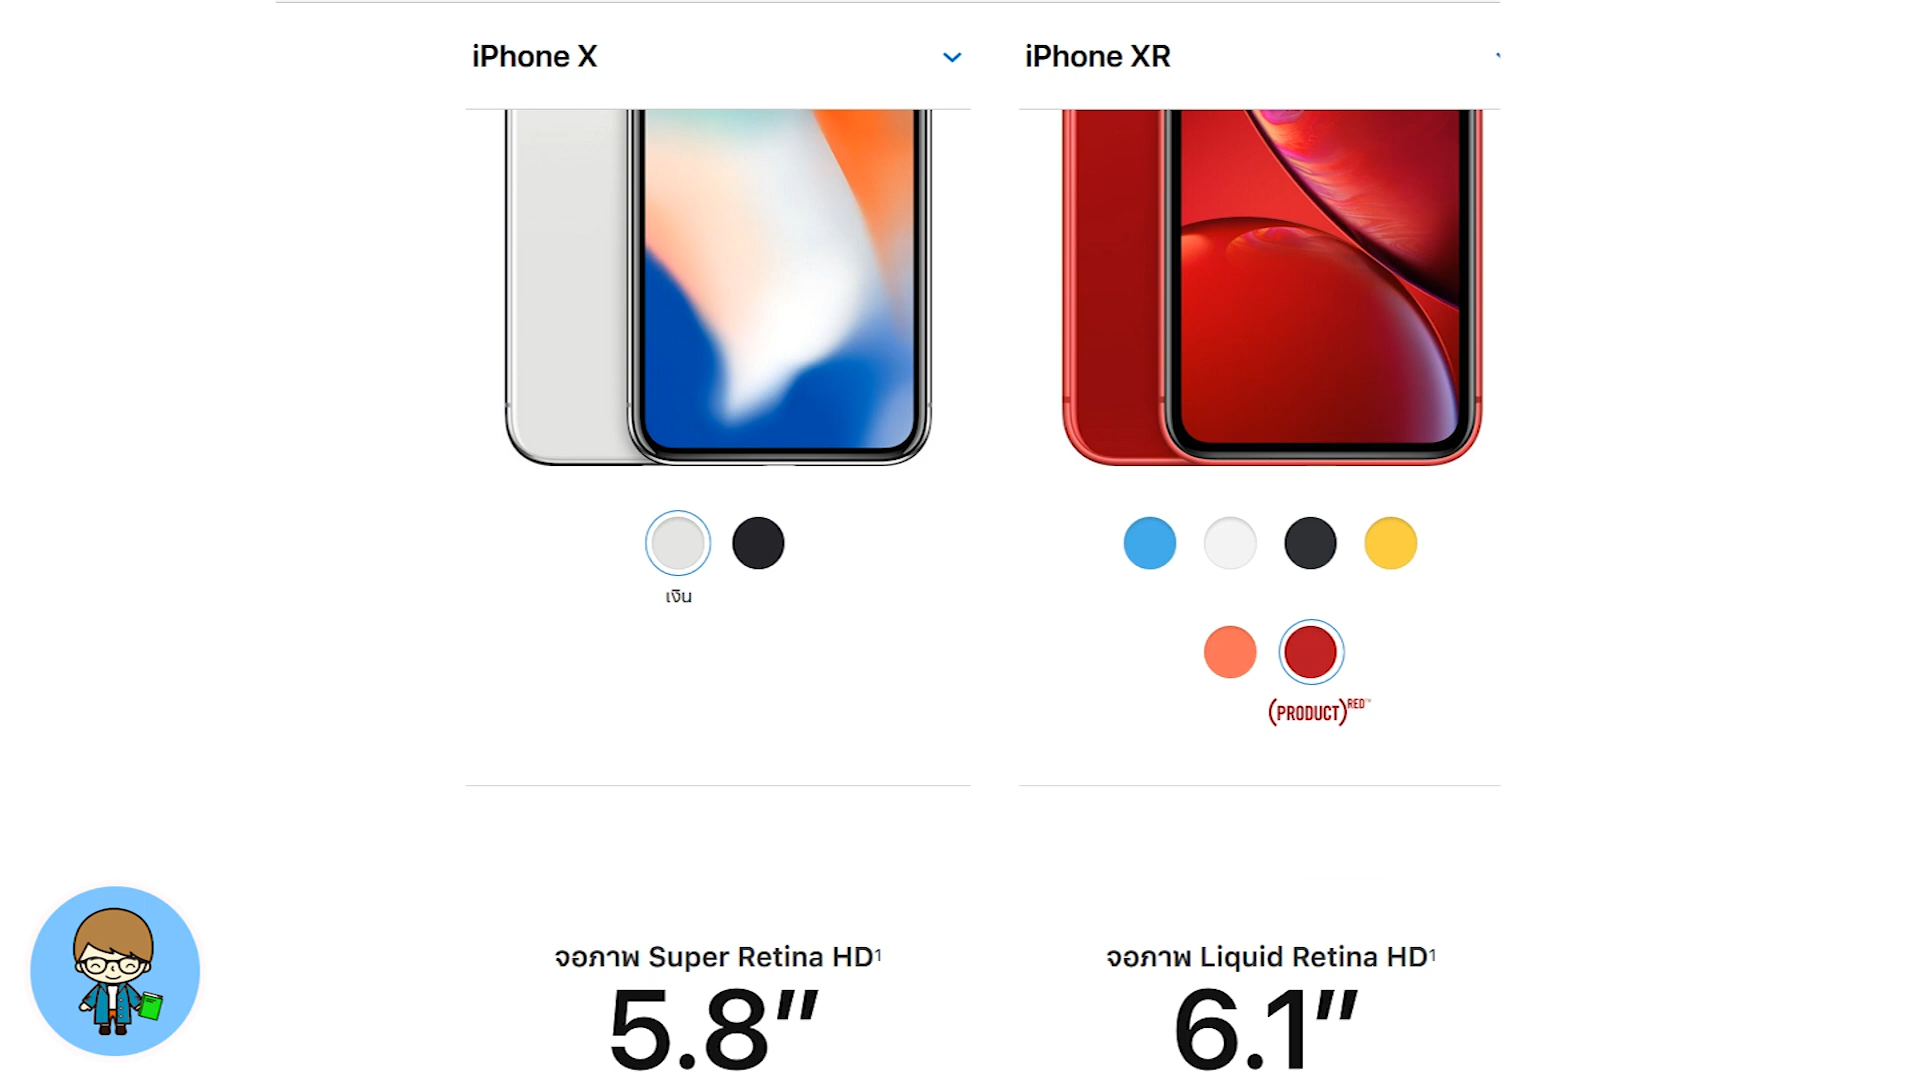 iPhone X
iPhone XR
เงิน
(PRODUCT)RED™
จอภาพ Super Retina HD¹
5.8″
จอภาพ Liquid Retina HD¹
6.1″